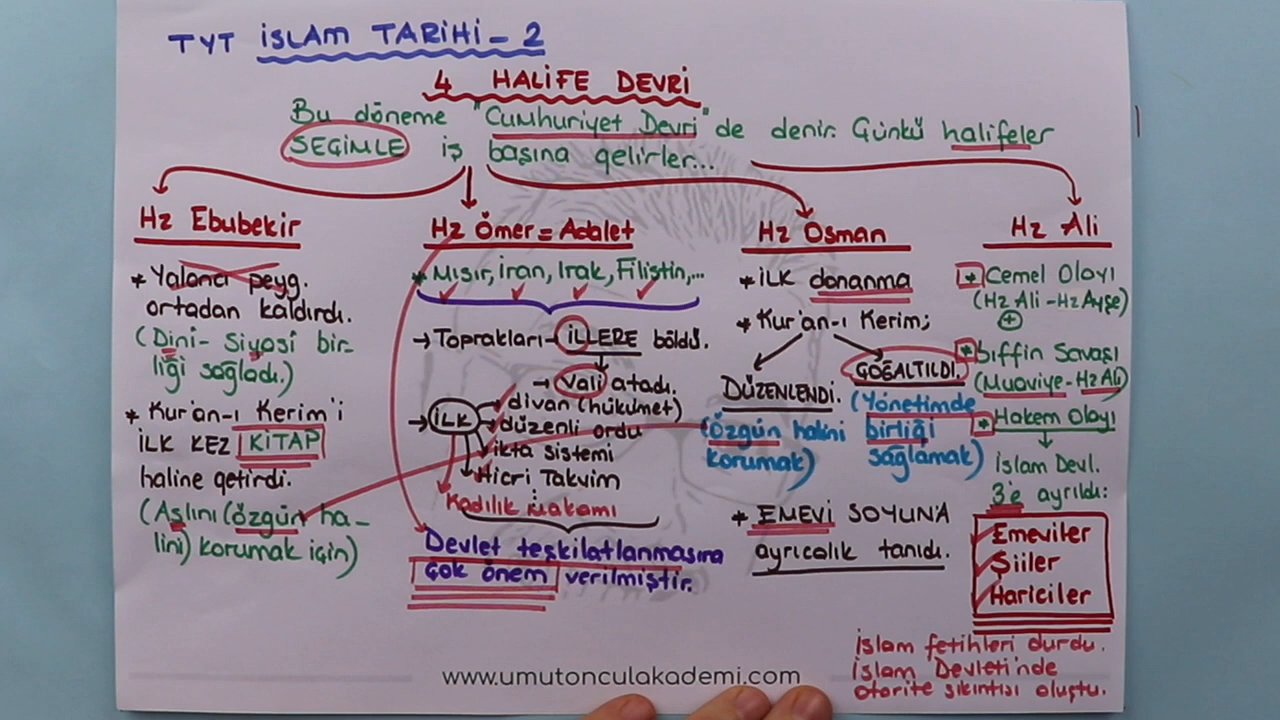 TYT İSLAM TARİHİ - 2
4 HALİFE DEVRİ
Bu döneme "Cumhuriyet Devri" de denir. Günkü halifeler
SEGİMLE iş başına gelirler...
Hz Ebubekir
* Yalancı peyg.
ortadan kaldırdı.
(Dini - Siyasî bir-
liği sağladı.)
* Kur'an-ı Kerim'i
İLK KEZ KİTAP
haline getirdi.
(Aslını (özgün ha-
lini) korumak için)
Hz Ömer = Adalet
* Mısır, İran, Irak, Filistin,...
→ Toprakları İLLERE böldü.
→ Vali atadı.
→ İLK
divan (hükümet)
düzenli ordu
ikta sistemi
Hicri Takvim
Kadılık makamı
Devlet teşkilatlanmasına
çok önem verilmiştir.
Hz Osman
* İLK donanma
* Kur'an-ı Kerim;
DÜZENLENDİ.
(Özgün halini
korumak)
ÇOĞALTILDI.
(Yönetimde
birliği
sağlamak)
* EMEVİ SOYUNA
ayrıcalık tanıdı.
Hz Ali
* Cemel Olayı
(Hz Ali - Hz Ayşe)
+
* Sıffin Savaşı
(Muaviye - Hz Ali)
* Hakem Olayı
İslam Devl.
3'e ayrıldı:
Emeviler
Şiiler
Hariciler
İslam fetihleri durdu.
İslam Devleti'nde
otorite sıkıntısı oluştu.
www.umutonculakademi.com